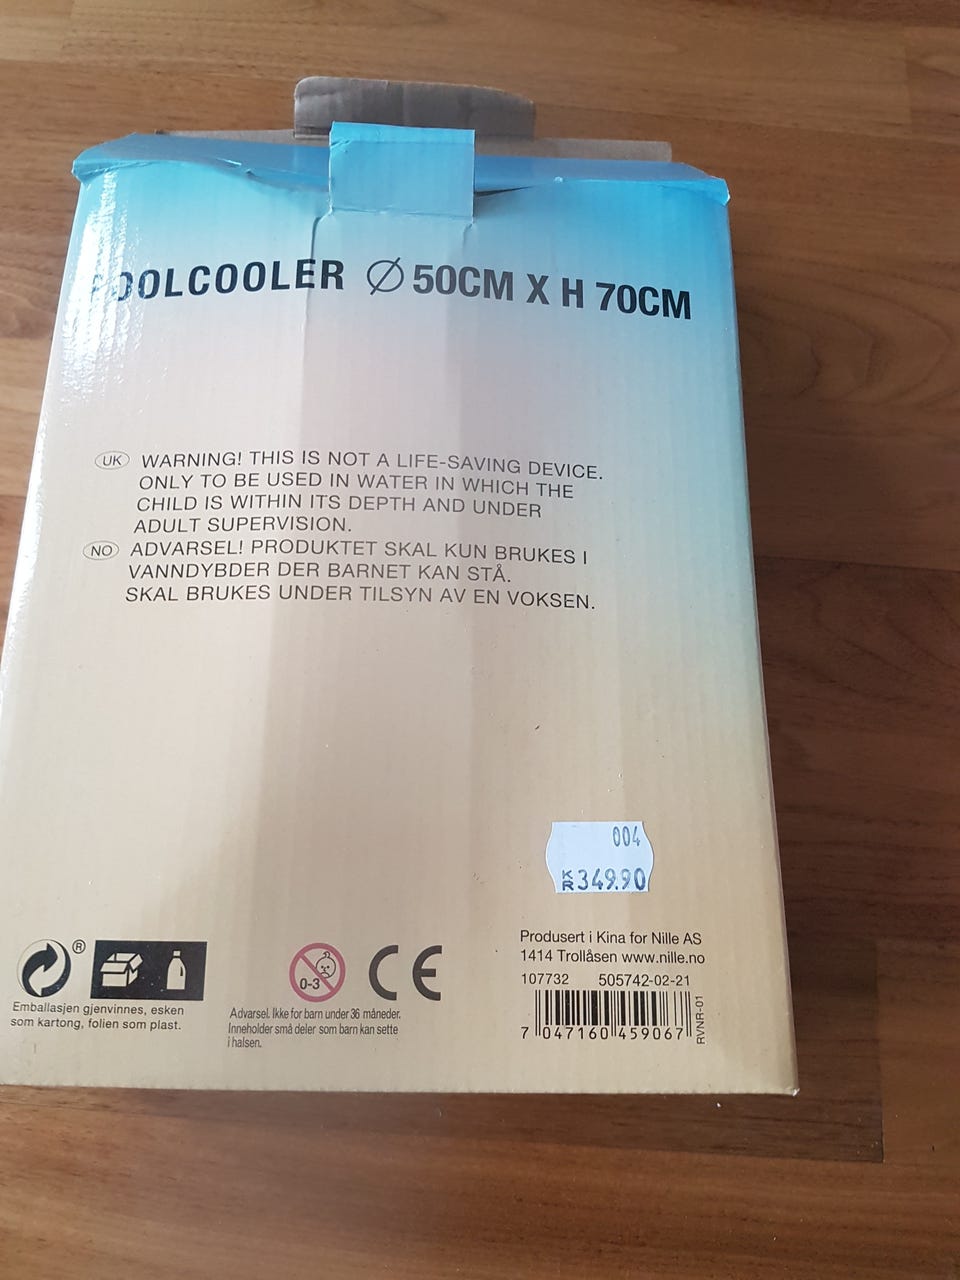 POOLCOOLER Ø 50CM X H 70CM
UK WARNING! THIS IS NOT A LIFE-SAVING DEVICE.
ONLY TO BE USED IN WATER IN WHICH THE
CHILD IS WITHIN ITS DEPTH AND UNDER
ADULT SUPERVISION.
NO ADVARSEL! PRODUKTET SKAL KUN BRUKES I
VANNDYBDER DER BARNET KAN STÅ.
SKAL BRUKES UNDER TILSYN AV EN VOKSEN.
004
KR 349.90
®
Emballasjen gjenvinnes, esken
som kartong, folien som plast.
0-3
CE
Advarsel. Ikke for barn under 36 måneder.
Inneholder små deler som barn kan sette
i halsen.
Produsert i Kina for Nille AS
1414 Trollåsen www.nille.no
107732 505742-02-21
7 047160 459067
RVNR-01